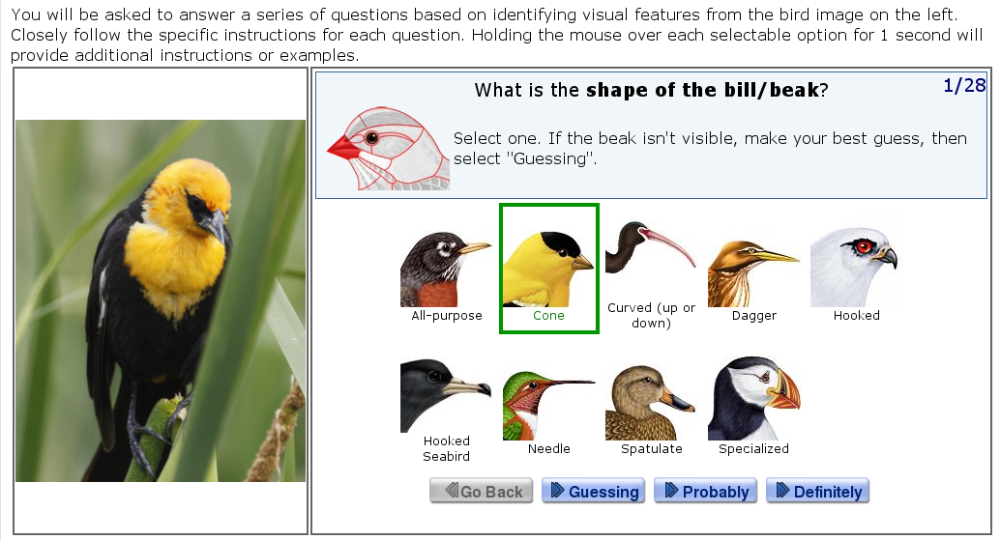 You will be asked to answer a series of questions based on identifying visual features from the bird image on the left.
Closely follow the specific instructions for each question. Holding the mouse over each selectable option for 1 second will
provide additional instructions or examples.
What is the shape of the bill/beak?
1/28
Select one. If the beak isn't visible, make your best guess, then
select "Guessing".
All-purpose
Cone
Curved (up or
down)
Dagger
Hooked
Hooked
Seabird
Needle
Spatulate
Specialized
Go Back
Guessing
Probably
Definitely